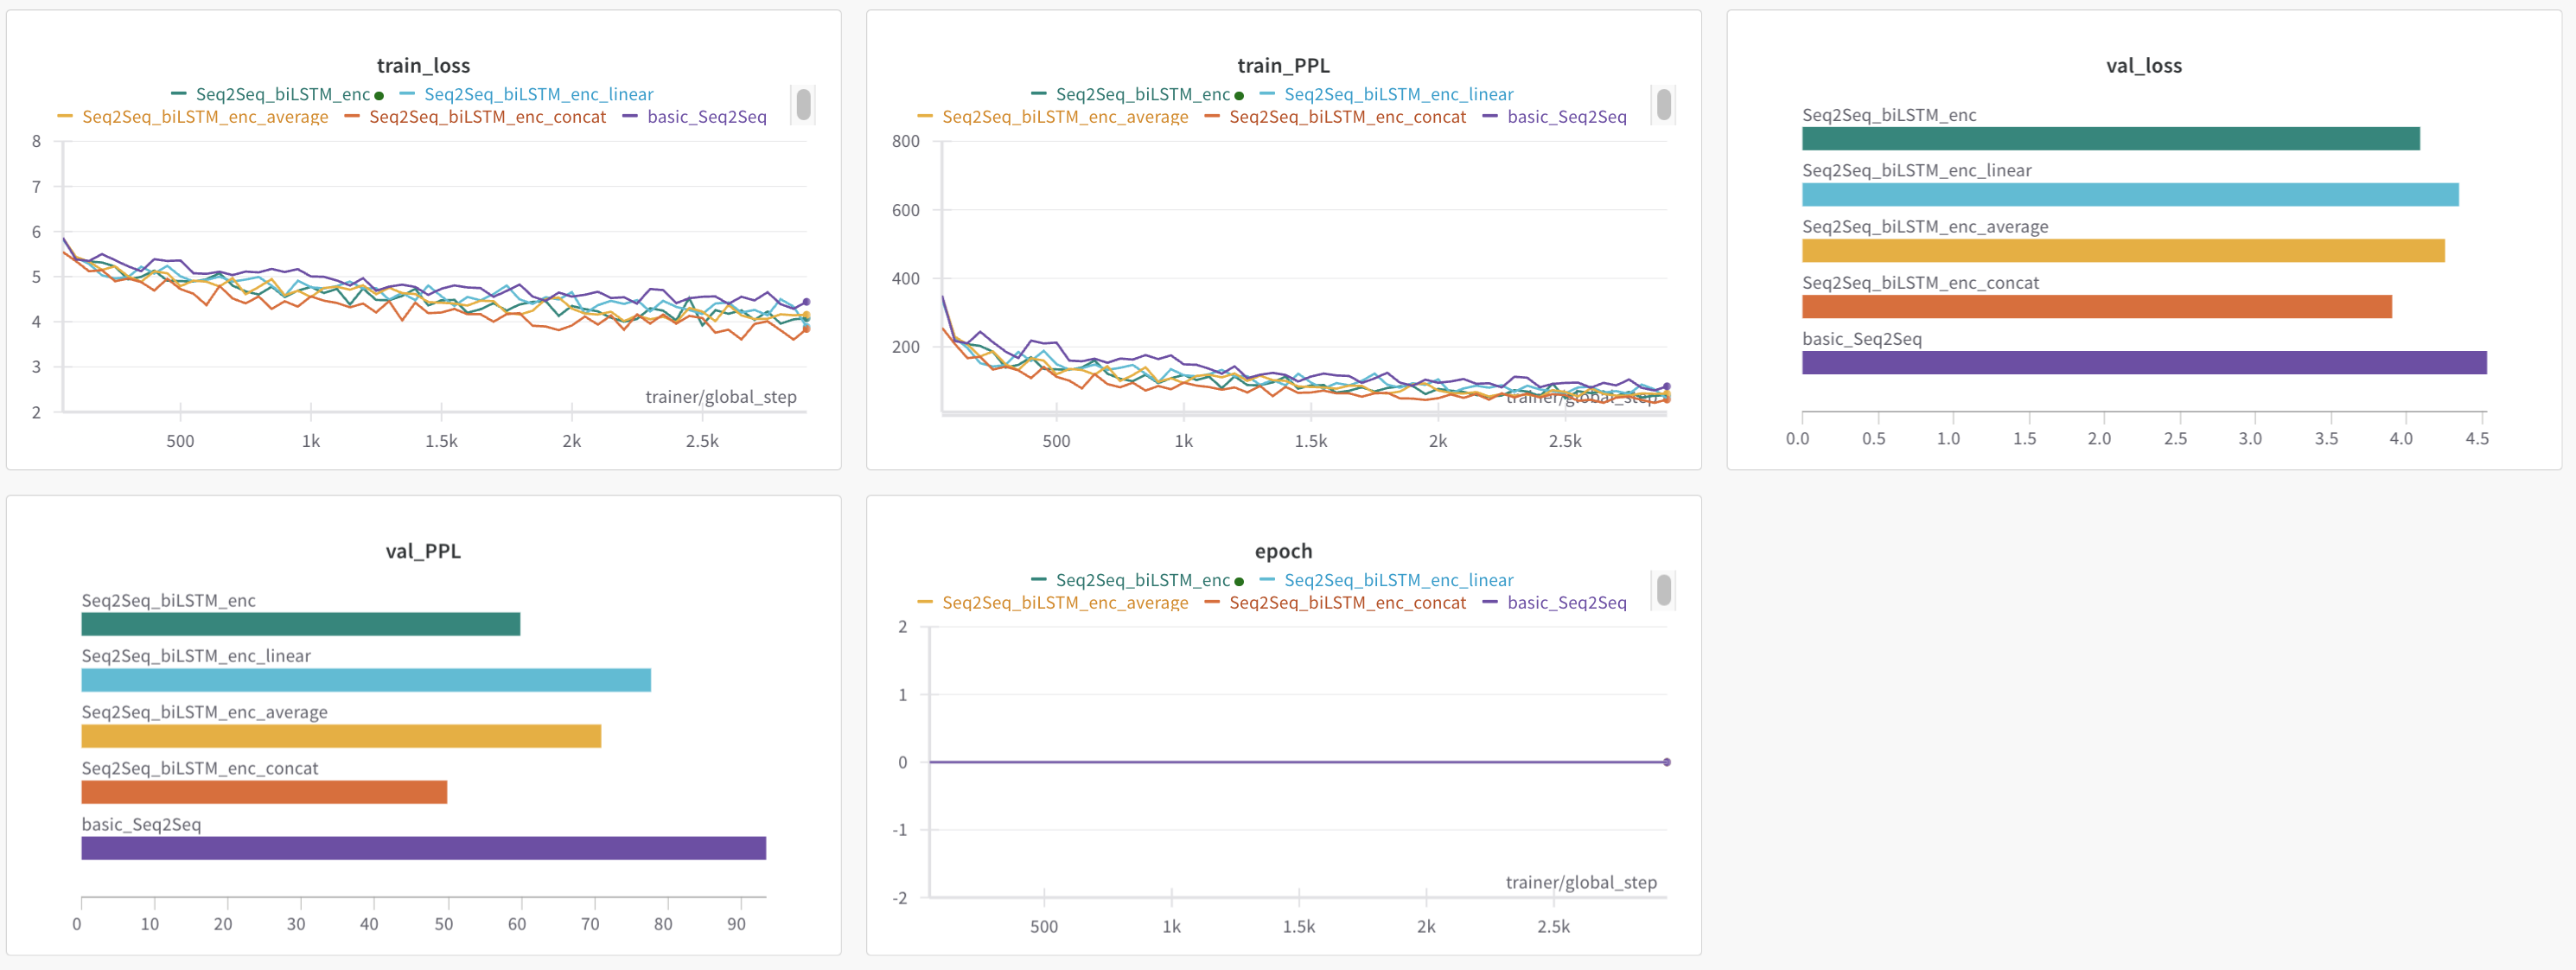 train_loss
Seq2Seq_biLSTM_enc Seq2Seq_biLSTM_enc_linear
Seq2Seq_biLSTM_enc_average Seq2Seq_biLSTM_enc_concat basic_Seq2Seq
8
7
6
5
4
3
2
trainer/global_step
500 1k 1.5k 2k 2.5k
train_PPL
Seq2Seq_biLSTM_enc Seq2Seq_biLSTM_enc_linear
Seq2Seq_biLSTM_enc_average Seq2Seq_biLSTM_enc_concat basic_Seq2Seq
800
600
400
200
trainer/global_step
500 1k 1.5k 2k 2.5k
val_loss
Seq2Seq_biLSTM_enc
Seq2Seq_biLSTM_enc_linear
Seq2Seq_biLSTM_enc_average
Seq2Seq_biLSTM_enc_concat
basic_Seq2Seq
0.0 0.5 1.0 1.5 2.0 2.5 3.0 3.5 4.0 4.5
val_PPL
Seq2Seq_biLSTM_enc
Seq2Seq_biLSTM_enc_linear
Seq2Seq_biLSTM_enc_average
Seq2Seq_biLSTM_enc_concat
basic_Seq2Seq
0 10 20 30 40 50 60 70 80 90
epoch
Seq2Seq_biLSTM_enc Seq2Seq_biLSTM_enc_linear
Seq2Seq_biLSTM_enc_average Seq2Seq_biLSTM_enc_concat basic_Seq2Seq
2
1
0
-1
-2
trainer/global_step
500 1k 1.5k 2k 2.5k